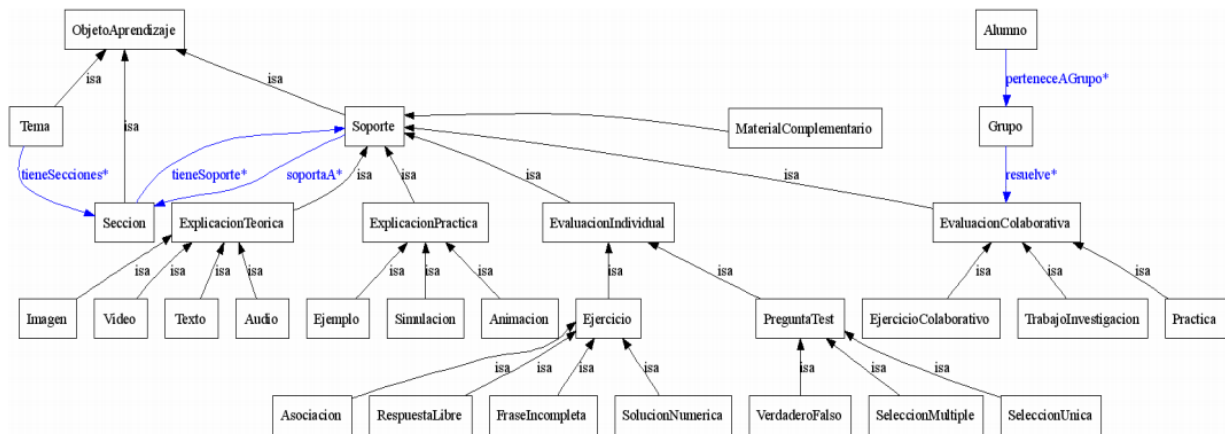 ObjetoAprendizaje
Alumno
isa
isa
isa
perteneceAGrupo*
Tema
Soporte
MaterialComplementario
Grupo
tieneSecciones*
tieneSoporte*
soportaA*
isa
isa
isa
isa
resuelve*
Seccion
ExplicacionTeorica
ExplicacionPractica
EvaluacionIndividual
EvaluacionColaborativa
isa
isa
isa
isa
isa
isa
isa
isa
isa
isa
isa
isa
Imagen
Video
Texto
Audio
Ejemplo
Simulacion
Animacion
Ejercicio
PreguntaTest
EjercicioColaborativo
TrabajoInvestigacion
Practica
isa
isa
isa
isa
isa
isa
isa
Asociacion
RespuestaLibre
FraseIncompleta
SolucionNumerica
VerdaderoFalso
SeleccionMultiple
SeleccionUnica